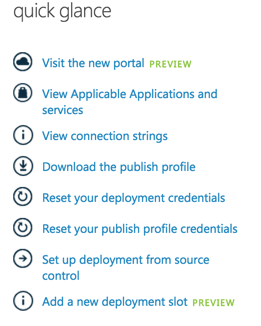 quick glance
Visit the new portal PREVIEW
View Applicable Applications and
services
View connection strings
Download the publish profile
Reset your deployment credentials
Reset your publish profile credentials
Set up deployment from source
control
Add a new deployment slot PREVIEW